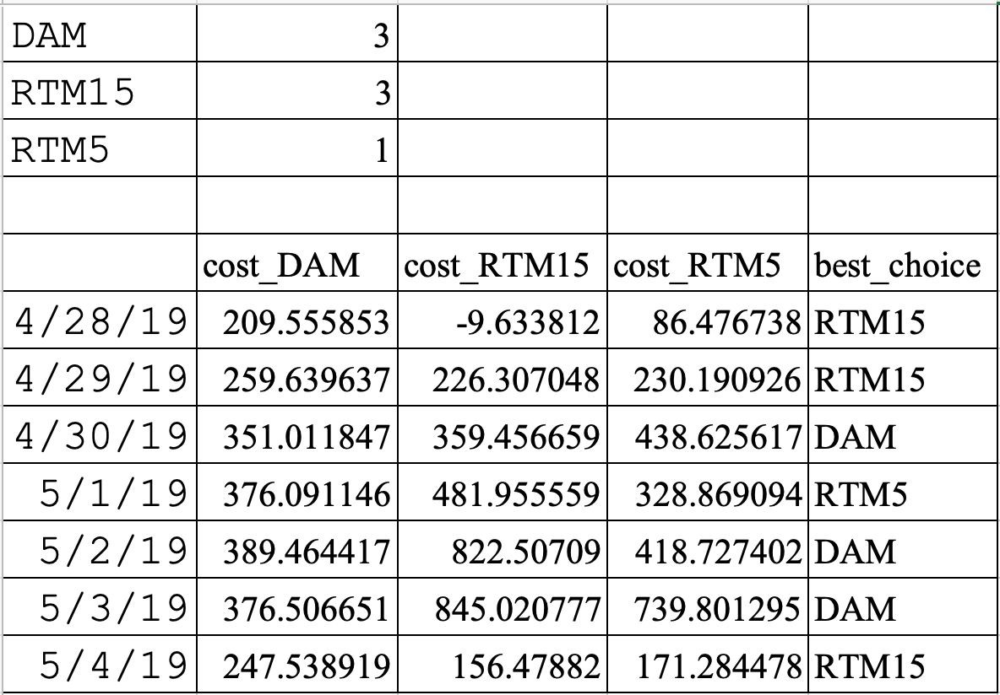 DAM 3
RTM15 3
RTM5 1
cost_DAM cost_RTM15 cost_RTM5 best_choice
4/28/19 209.555853 -9.633812 86.476738 RTM15
4/29/19 259.639637 226.307048 230.190926 RTM15
4/30/19 351.011847 359.456659 438.625617 DAM
5/1/19 376.091146 481.955559 328.869094 RTM5
5/2/19 389.464417 822.50709 418.727402 DAM
5/3/19 376.506651 845.020777 739.801295 DAM
5/4/19 247.538919 156.47882 171.284478 RTM15